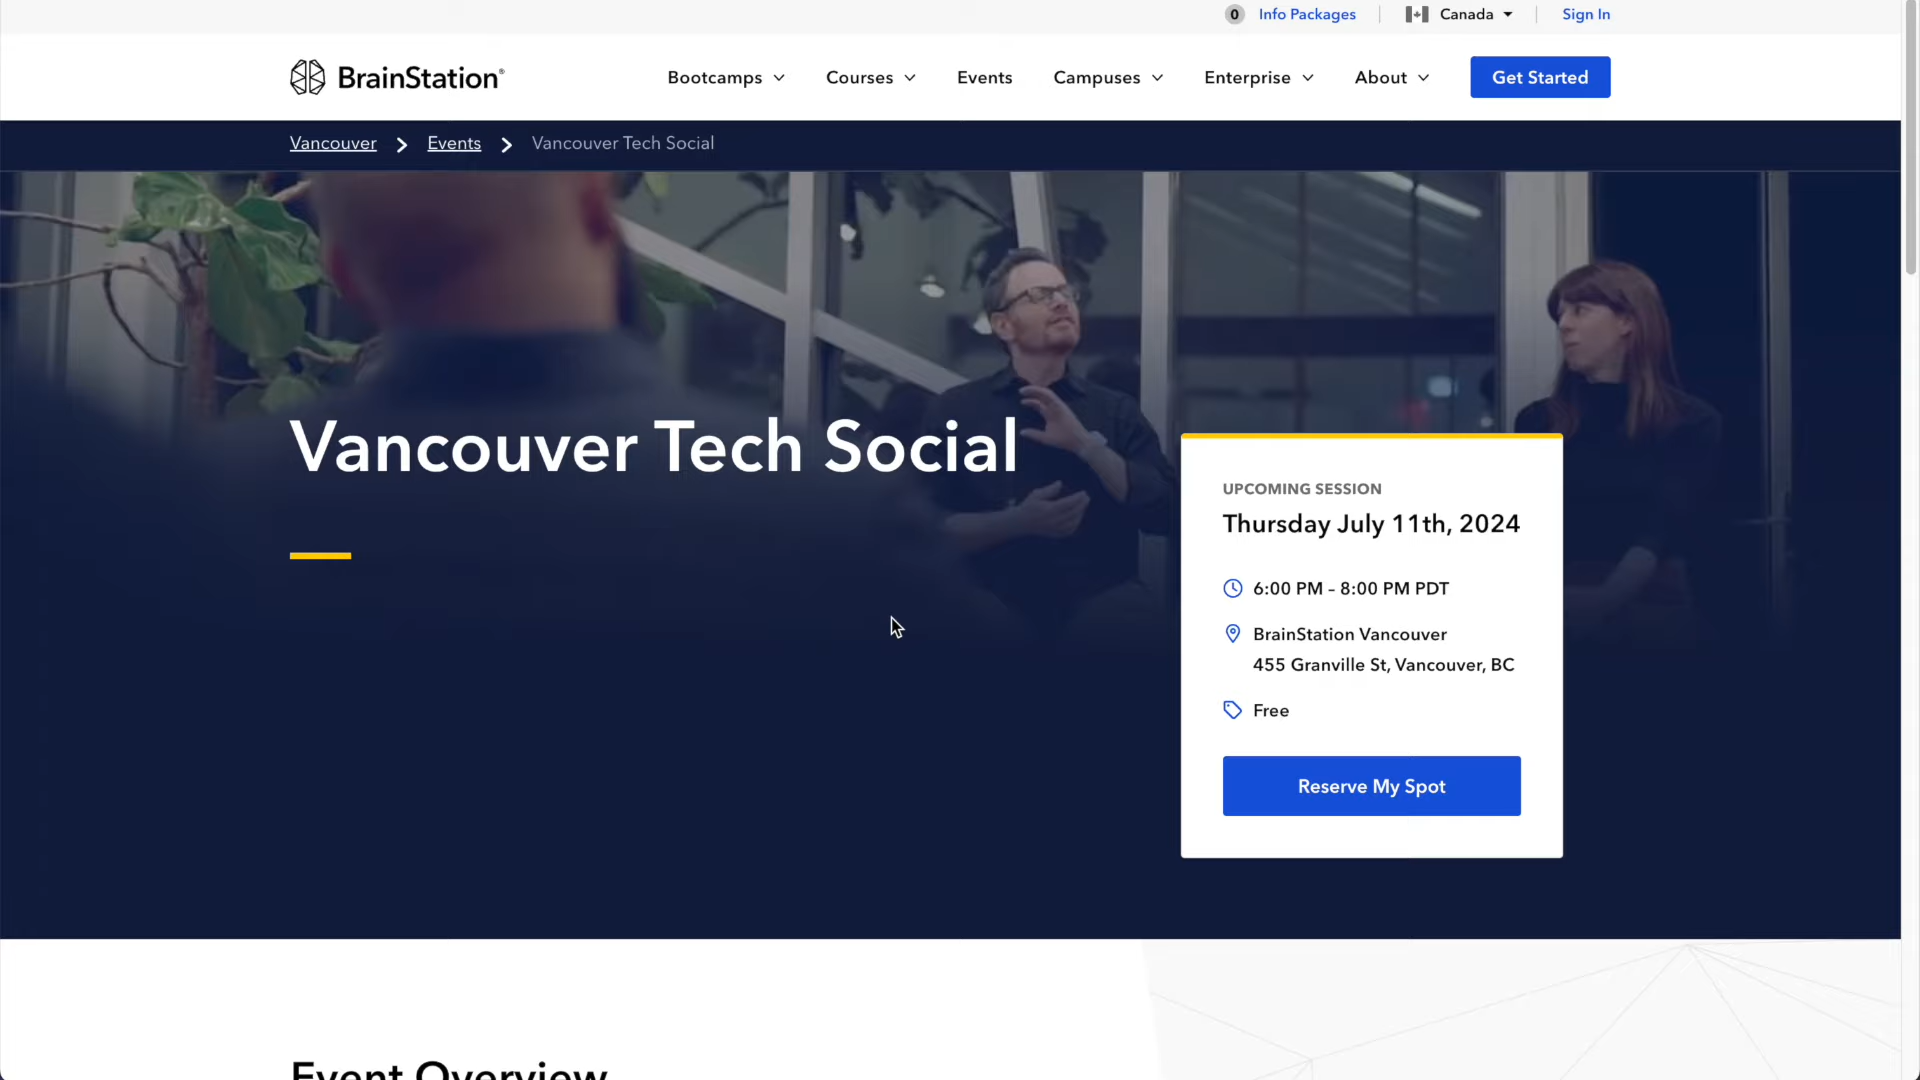 0 Info Packages Canada Sign In
BrainStation®
Bootcamps Courses Events Campuses Enterprise About Get Started
Vancouver Events Vancouver Tech Social
Vancouver Tech Social
UPCOMING SESSION
Thursday July 11th, 2024
6:00 PM – 8:00 PM PDT
BrainStation Vancouver
455 Granville St, Vancouver, BC
Free
Reserve My Spot
Event Overview